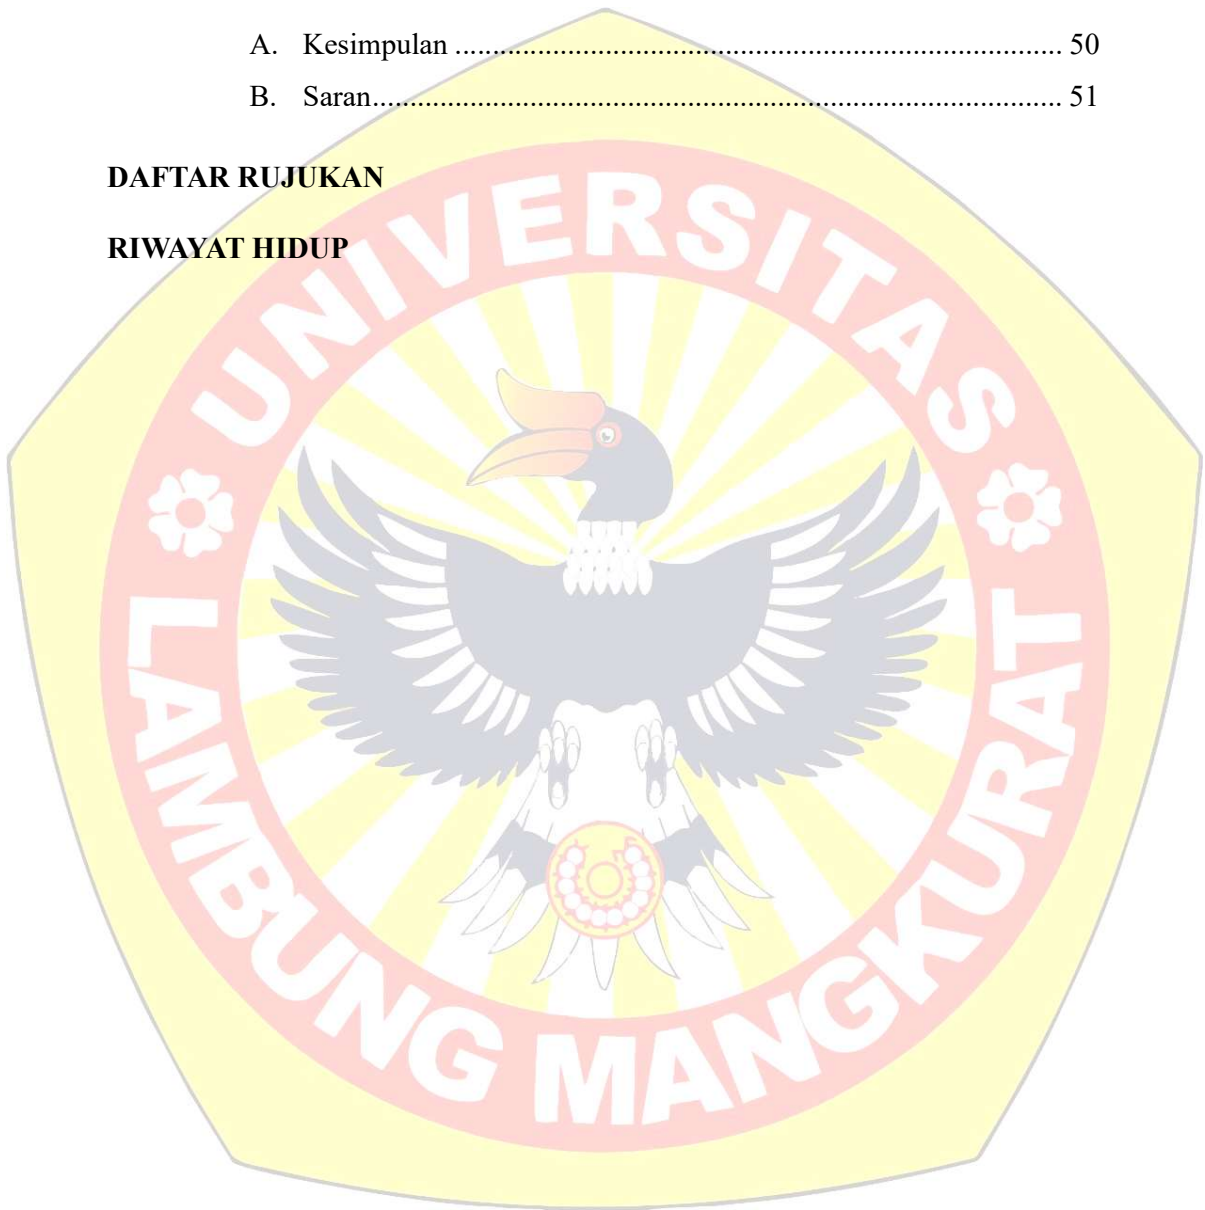 A. Kesimpulan ................................................................................. 50
B. Saran............................................................................................ 51
DAFTAR RUJUKAN
RIWAYAT HIDUP
UNIVERSITAS
LAMBUNG MANGKURAT